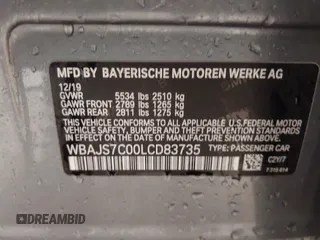 MFD BY BAYERISCHE MOTOREN WERKE AG
12/19
GVWR 5534 lbs 2510 kg
GAWR FRONT 2789 lbs 1265 kg
GAWR REAR 2811 lbs 1275 kg
THIS VEHICLE CONFORMS TO ALL APPLICABLE U.S. FEDERAL MOTOR
VEHICLE SAFETY, BUMPER, AND THEFT PREVENTION STANDARDS
IN EFFECT ON THE DATE OF MANUFACTURE SHOWN ABOVE.
WBAJS7C00LCD83735 TYPE: PASSENGER CAR
CZY/7
DREAMBID